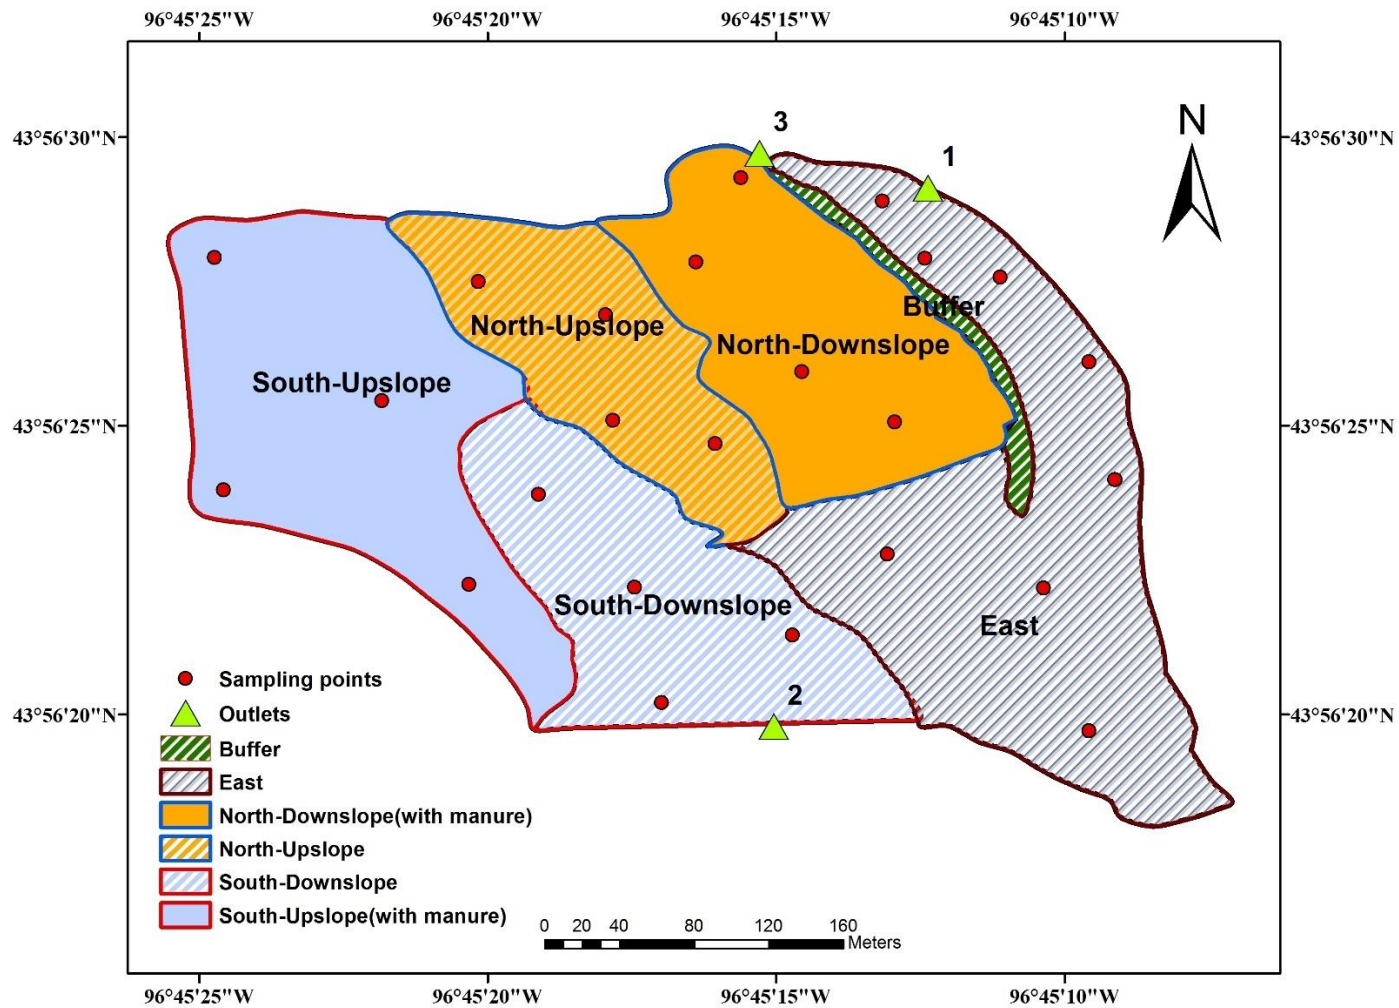 96°45'25"W 96°45'20"W 96°45'15"W 96°45'10"W
N
3
1
43°56'30"N 43°56'30"N
Buffer
North-Upslope
North-Downslope
South-Upslope
43°56'25"N 43°56'25"N
South-Downslope
East
2
43°56'20"N 43°56'20"N
Sampling points
Outlets
Buffer
East
North-Downslope(with manure)
North-Upslope
South-Downslope
South-Upslope(with manure)
0 20 40 80 120 160
Meters
96°45'25"W 96°45'20"W 96°45'15"W 96°45'10"W